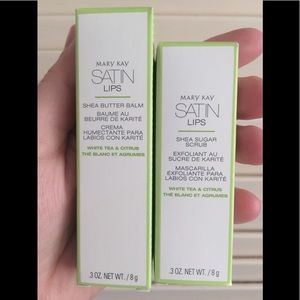 MARY KAY
SATIN
LIPS
SHEA BUTTER BALM
BAUME AU
BEURRE DE KARITÉ
CREMA
HUMECTANTE PARA
LABIOS CON KARITÉ
WHITE TEA & CITRUS
THÉ BLANC ET AGRUMES
.3 OZ. NET WT. / 8 g
MARY KAY
SATIN
LIPS
SHEA SUGAR
SCRUB
EXFOLIANT AU
SUCRE DE KARITÉ
MASCARILLA
EXFOLIANTE PARA
LABIOS CON KARITÉ
WHITE TEA & CITRUS
THÉ BLANC ET AGRUMES
.3 OZ. NET WT. / 8 g